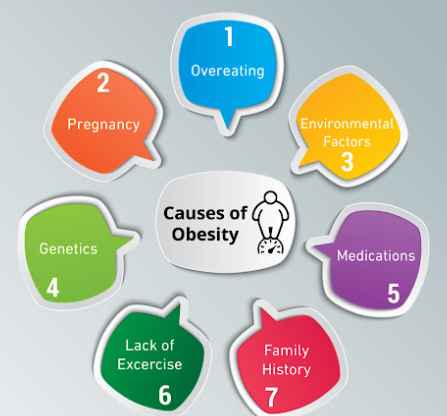 1
Overeating
2
Pregnancy
Environmental
Factors
3
Causes of
Obesity
Genetics
4
Medications
5
Lack of
Excercise
6
Family
History
7